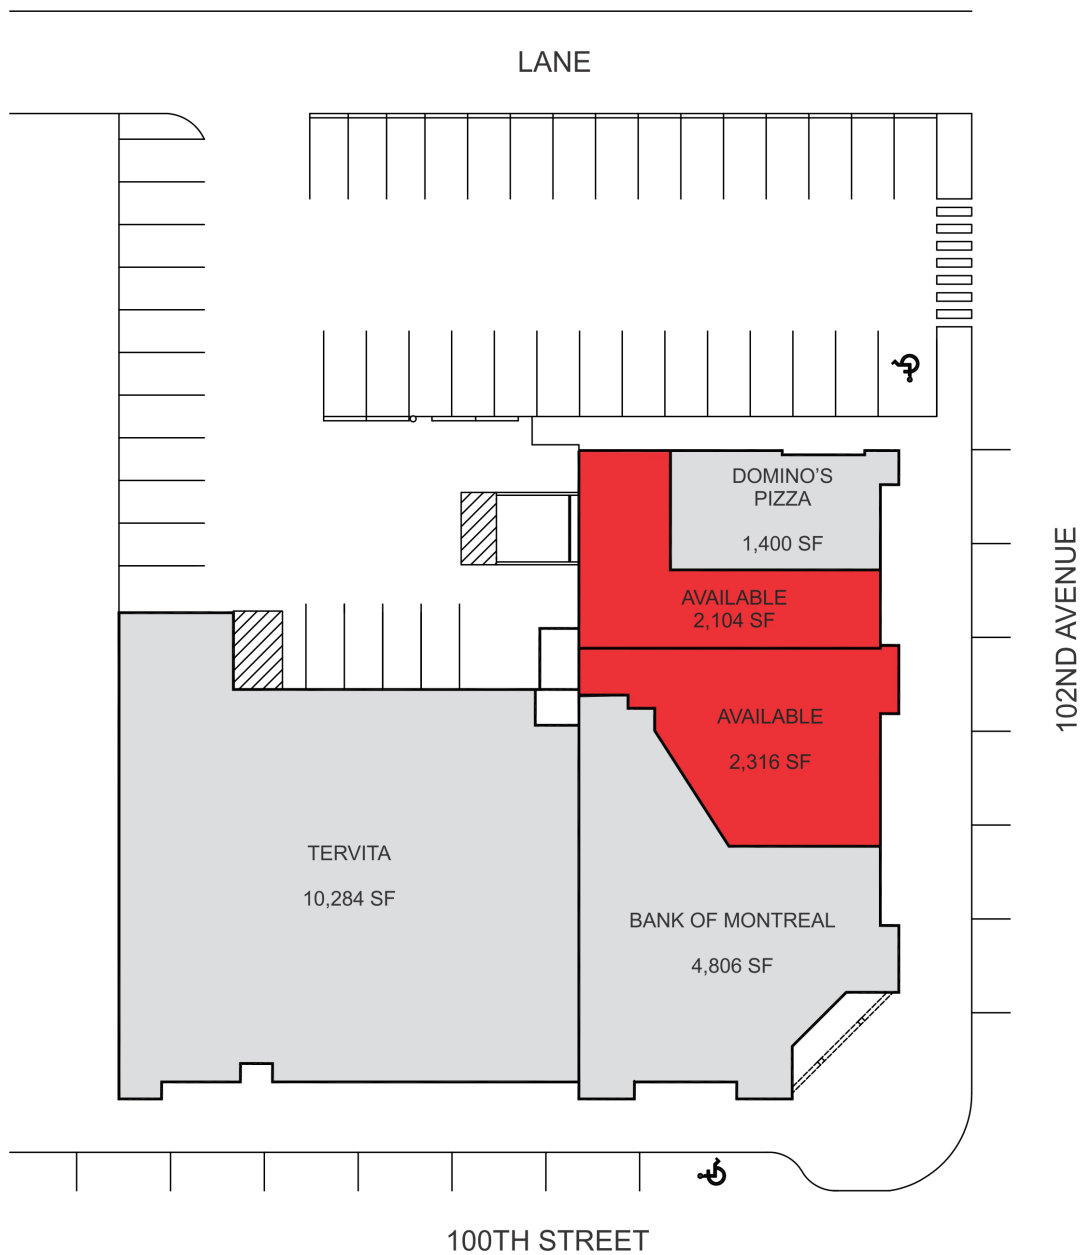 LANE
DOMINO'S
PIZZA
1,400 SF
AVAILABLE
2,104 SF
AVAILABLE
2,316 SF
102ND AVENUE
TERVITA
10,284 SF
BANK OF MONTREAL
4,806 SF
100TH STREET